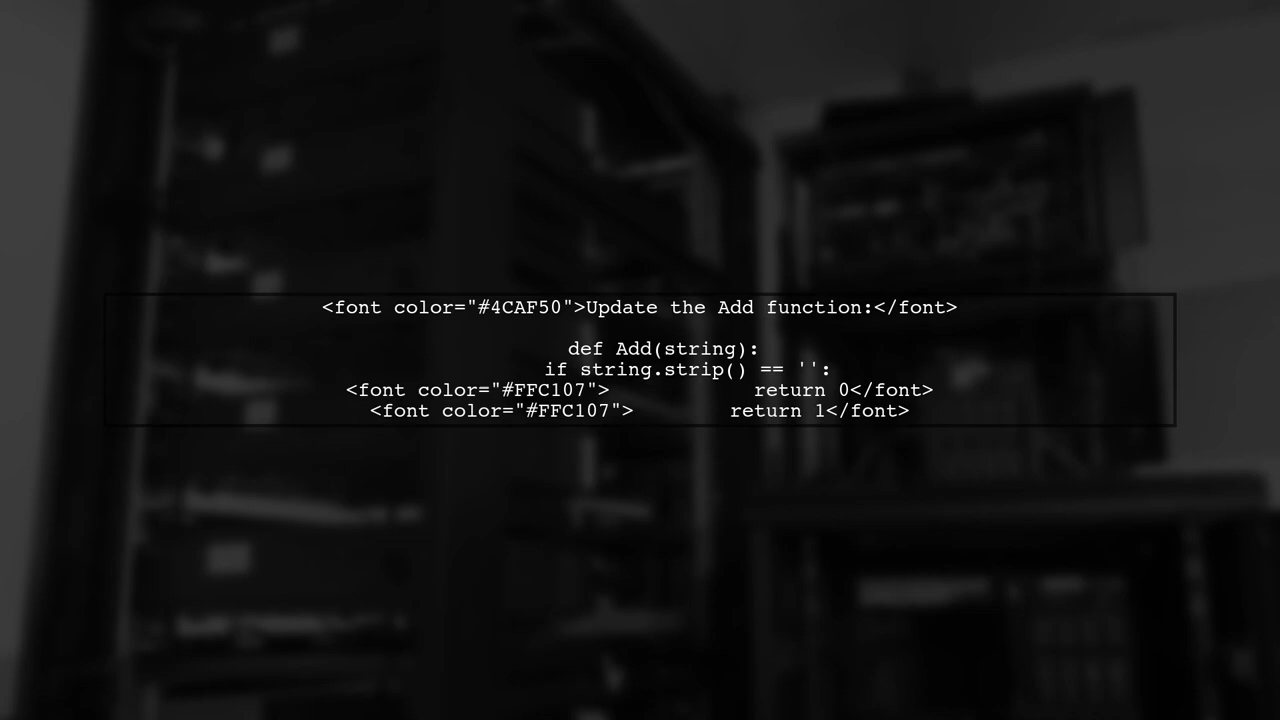 <font color="#4CAF50">Update the Add function:</font>
def Add(string):
if string.strip() == '':
<font color="#FFC107">            return 0</font>
<font color="#FFC107">        return 1</font>